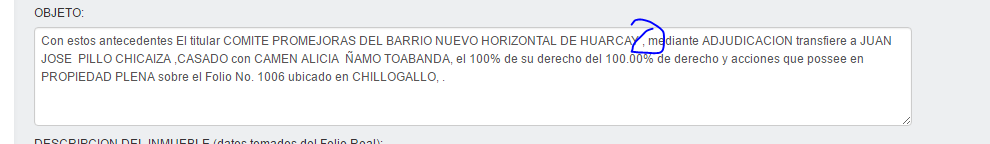 OBJETO:
Con estos antecedentes El titular COMITE PROMEJORAS DEL BARRIO NUEVO HORIZONTAL DE HUARCAY , mediante ADJUDICACION transfiere a JUAN
JOSE  PILLO CHICAIZA ,CASADO con CAMEN ALICIA  ÑAMO TOABANDA, el 100% de su derecho del 100.00% de derecho y acciones que possee en
PROPIEDAD PLENA sobre el Folio No. 1006 ubicado en CHILLOGALLO, .
DESCRIPCION DEL INMUEBLE (datos tomados del Folio Real):